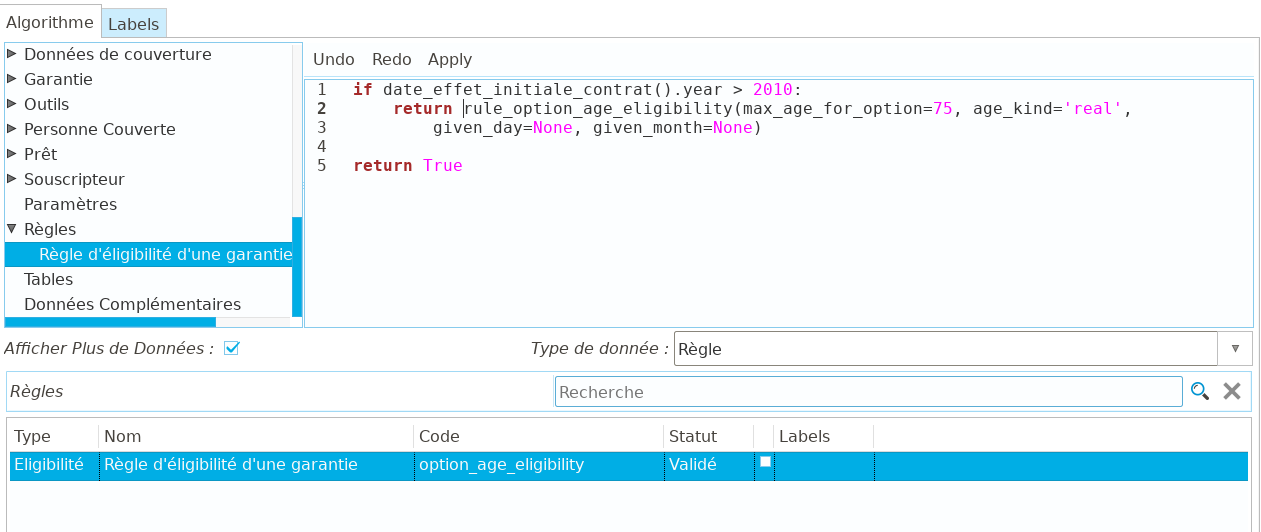 Algorithme Labels
Données de couverture
Garantie
Outils
Personne Couverte
Prêt
Souscripteur
Paramètres
Règles
Règle d'éligibilité d'une garantie
Tables
Données Complémentaires
Undo Redo Apply
1 if date_effet_initiale_contrat().year > 2010:
2     return rule_option_age_eligibility(max_age_for_option=75, age_kind='real',
3         given_day=None, given_month=None)
4
5 return True
Afficher Plus de Données : Type de donnée : Règle
Règles Recherche
Type Nom Code Statut Labels
Eligibilité Règle d'éligibilité d'une garantie option_age_eligibility Validé